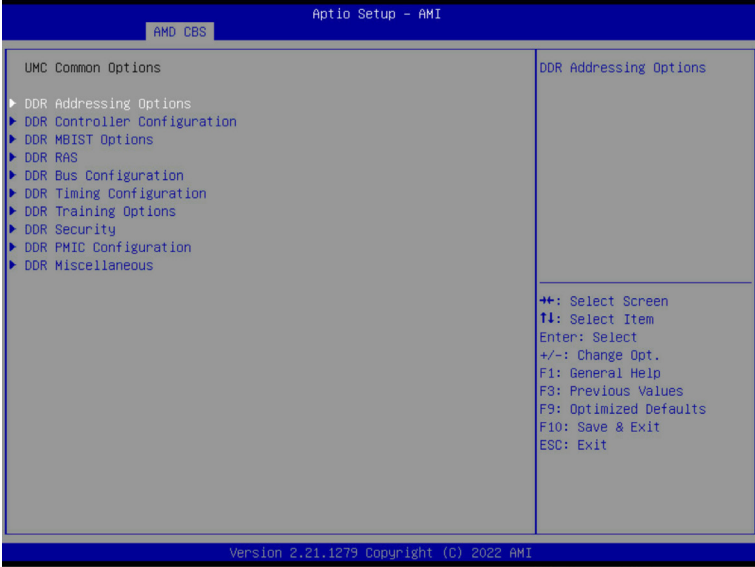 Aptio Setup – AMI
AMD CBS
UMC Common Options
DDR Addressing Options
DDR Controller Configuration
DDR MBIST Options
DDR RAS
DDR Bus Configuration
DDR Timing Configuration
DDR Training Options
DDR Security
DDR PMIC Configuration
DDR Miscellaneous
DDR Addressing Options
→←: Select Screen
↑↓: Select Item
Enter: Select
+/-: Change Opt.
F1: General Help
F3: Previous Values
F9: Optimized Defaults
F10: Save & Exit
ESC: Exit
Version 2.21.1279 Copyright (C) 2022 AMI